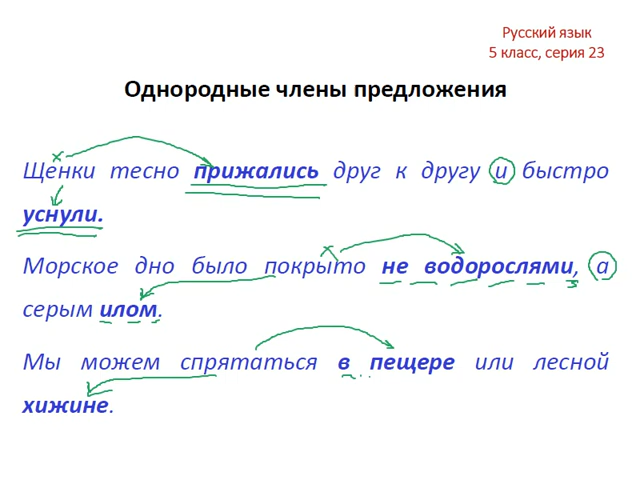 Русский язык
5 класс, серия 23
Однородные члены предложения
Щенки тесно прижались друг к другу и быстро
уснули.
Морское дно было покрыто не водорослями, а
серым илом.
Мы можем спрятаться в пещере или лесной
хижине.